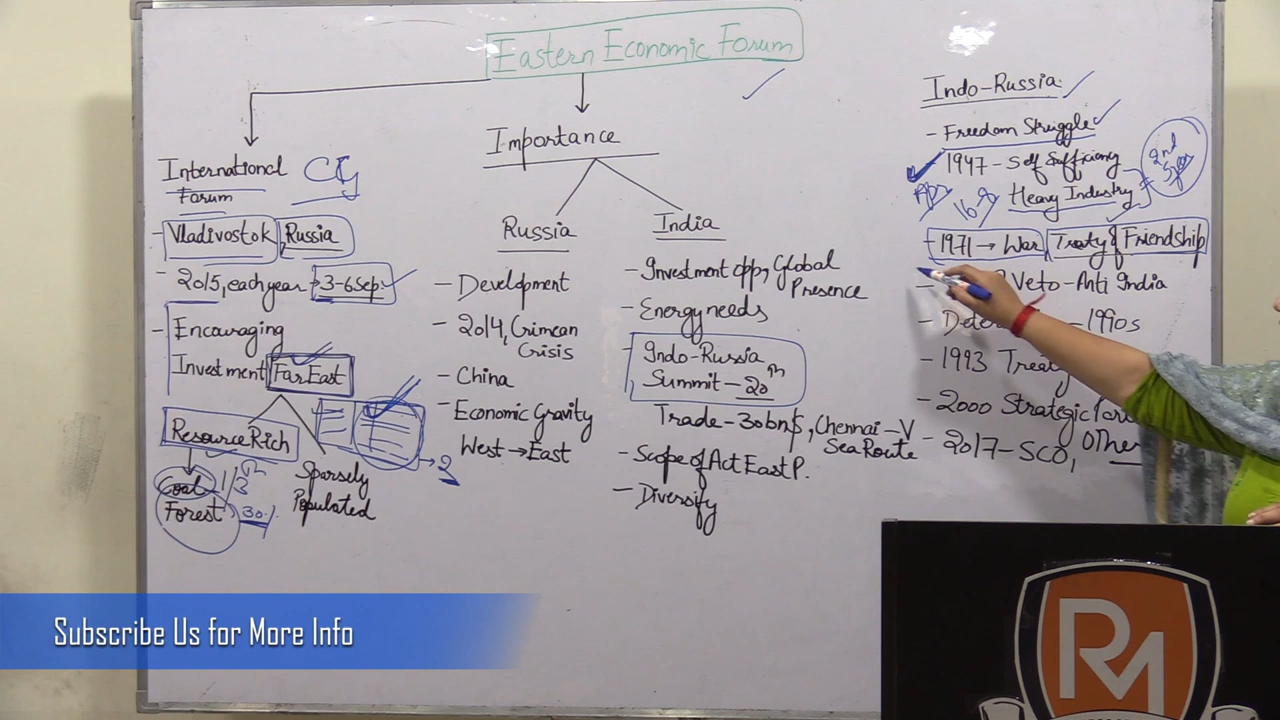 Eastern Economic Forum
International
Forum
- Vladivostok Russia
- 2015, each year - 3-6 Sep
- Encouraging
Investment Far East
Resource Rich
Coal 1/3
Forest 30%
Sparsely
Populated
2
Importance
Russia
- Development
- 2014, Crimean
Crisis
- China
- Economic Gravity
West → East
India
- Investment opp, Global
Presence
- Energy needs
- Indo-Russia
Summit - 20th
Trade - 30bn$, Chennai-V
Sea Route
- Scope of Act East P.
- Diversify
Indo-Russia
- Freedom Struggle
- 1947 - Self Sufficiency
Heavy Industry
2nd
- 1971 → War, Treaty of Friendship
Veto - Anti India
- 1990s
- 1993
- 2000 Strategic
- 2017 - SCO, Other
Subscribe Us for More Info
RM